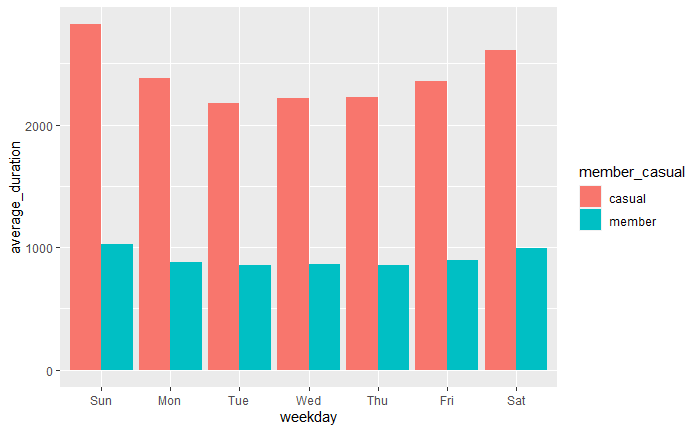 average_duration
2000
1000
0
Sun Mon Tue Wed Thu Fri Sat
weekday
member_casual
casual
member